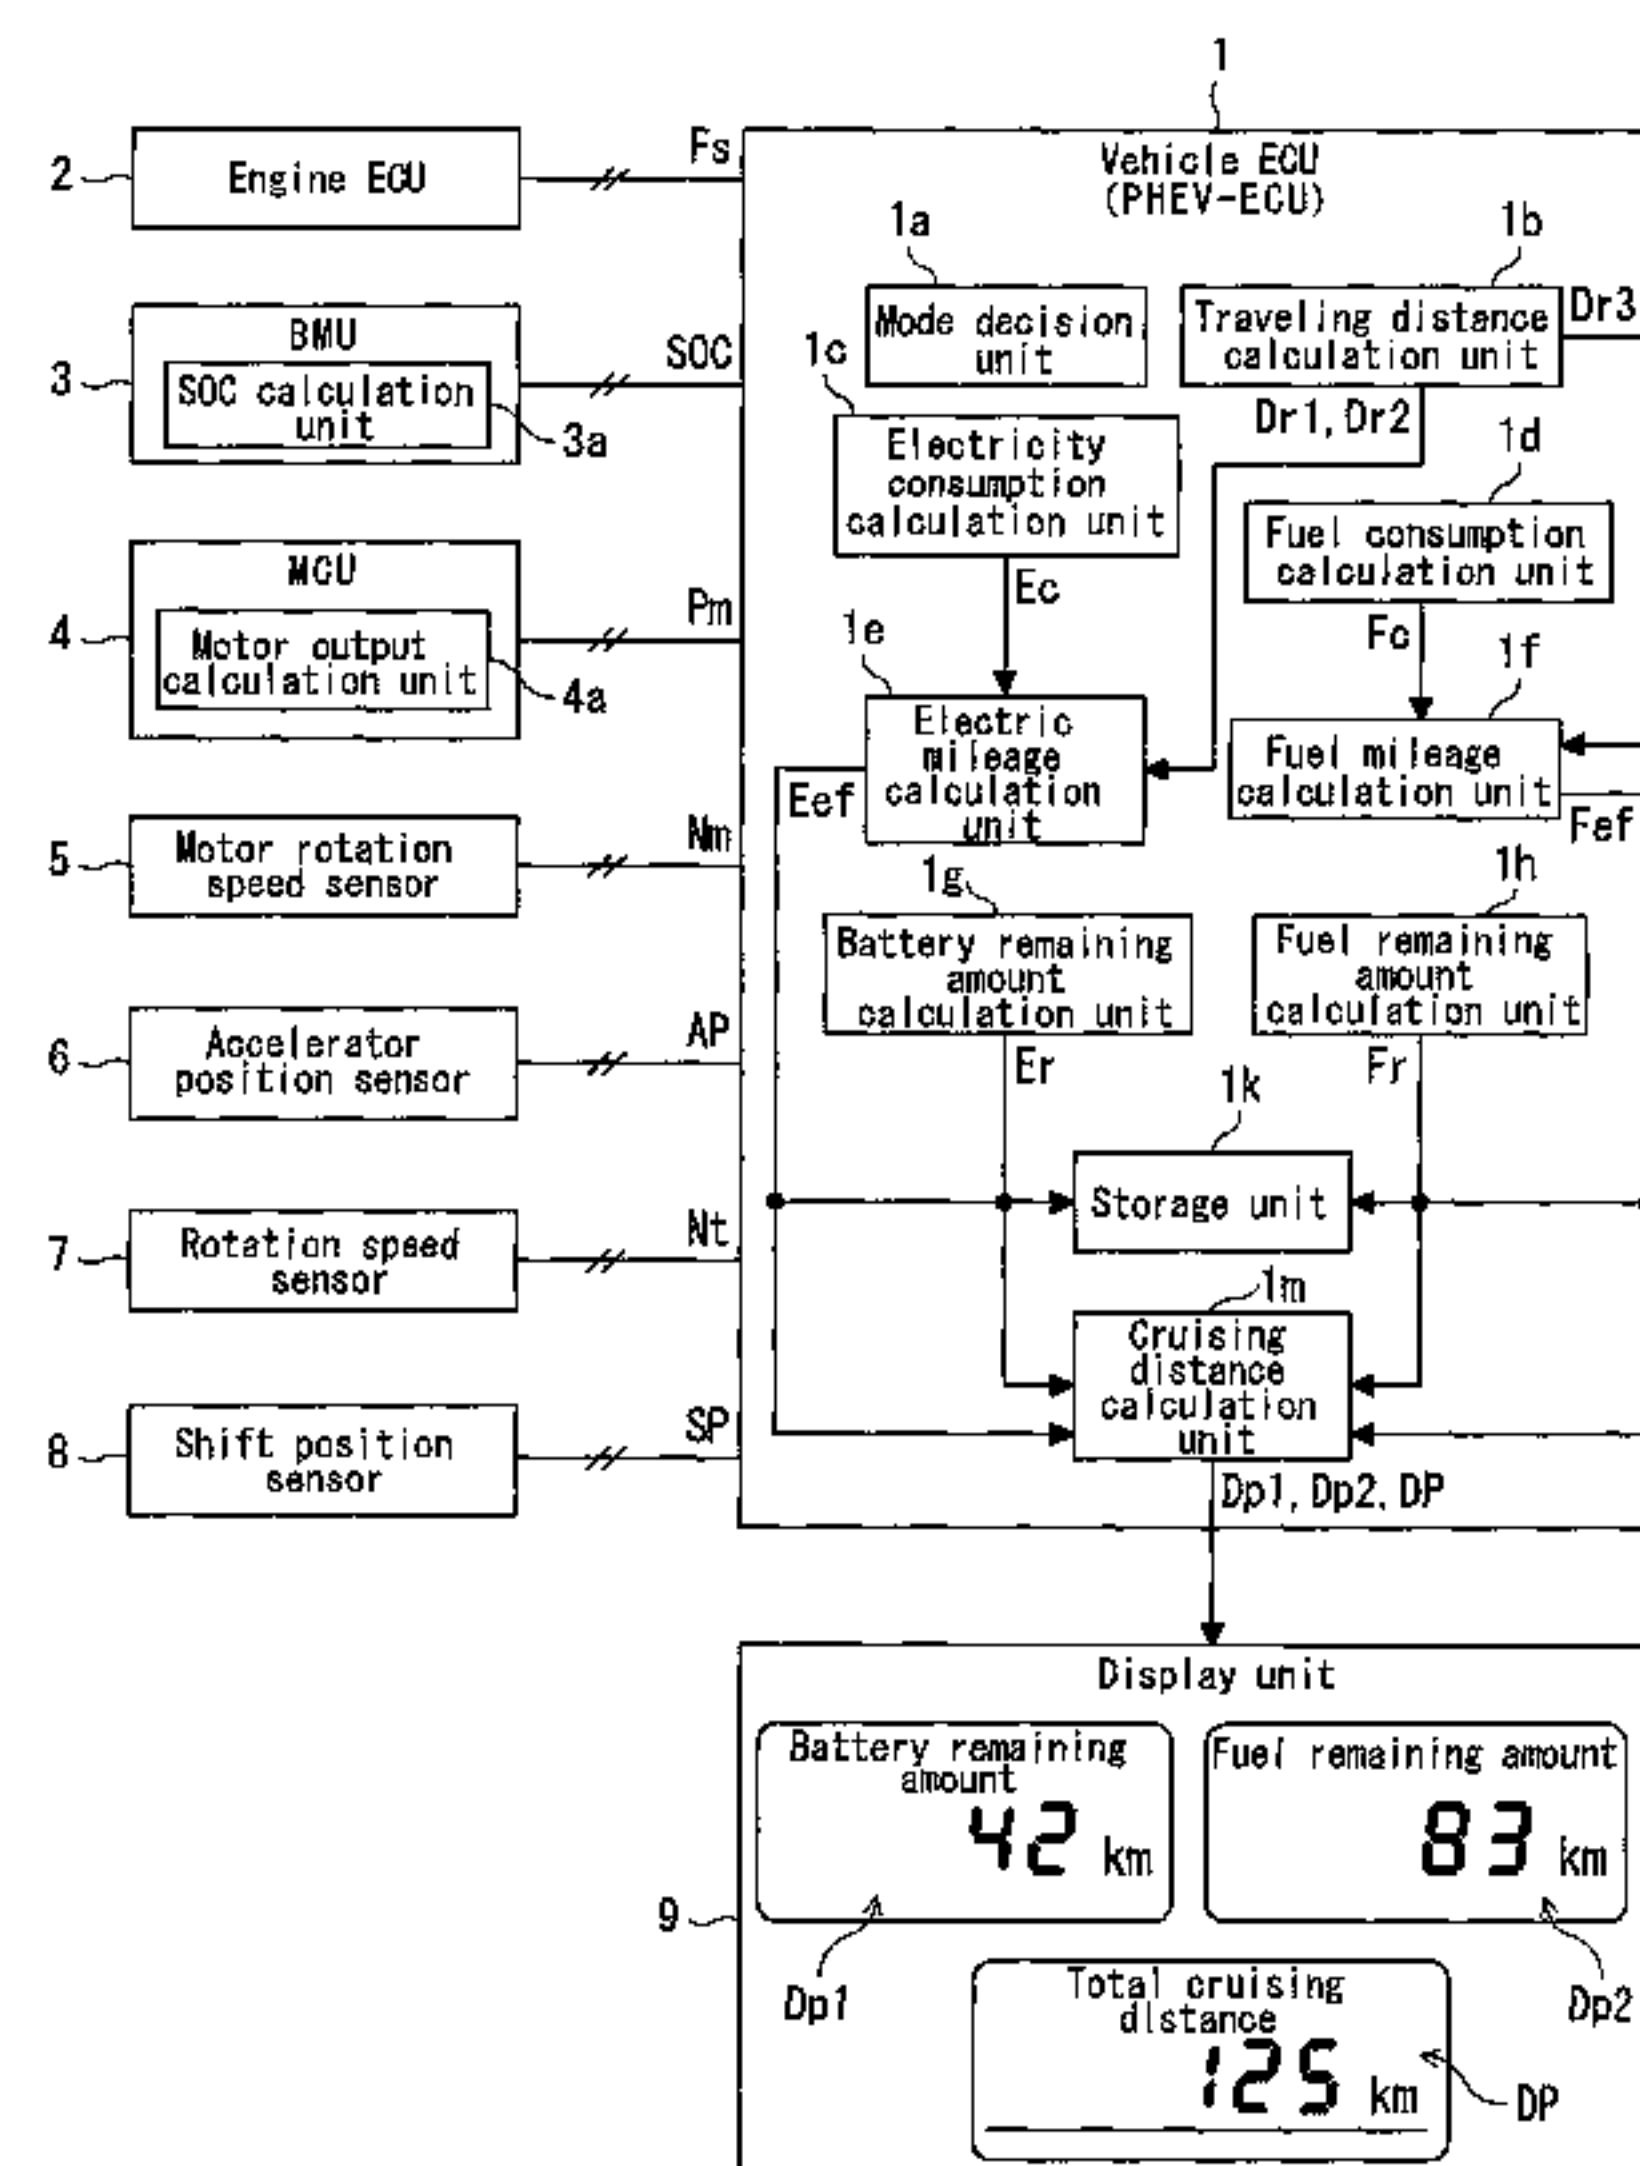 1
Vehicle ECU
(PHEV-ECU)
2
Engine ECU
Fs
1a
Mode decision
unit
1b
Traveling distance
calculation unit
Dr3
Dr1, Dr2
3
BMU
SOC calculation
unit
3a
SOC
1c
Electricity
consumption
calculation unit
Ec
1d
Fuel consumption
calculation unit
Fc
4
MCU
Motor output
calculation unit
4a
Pm
1e
Electric
mileage
calculation
unit
Eef
1f
Fuel mileage
calculation unit
Fef
5
Motor rotation
speed sensor
Nm
1g
Battery remaining
amount
calculation unit
Er
1h
Fuel remaining
amount
calculation unit
Fr
6
Accelerator
position sensor
AP
1k
Storage unit
7
Rotation speed
sensor
Nt
1m
Cruising
distance
calculation
unit
8
Shift position
sensor
SP
Dp1, Dp2, DP
Display unit
Battery remaining
amount
42 km
Fuel remaining amount
83 km
9
Dp1
Dp2
Total cruising
distance
125 km
DP